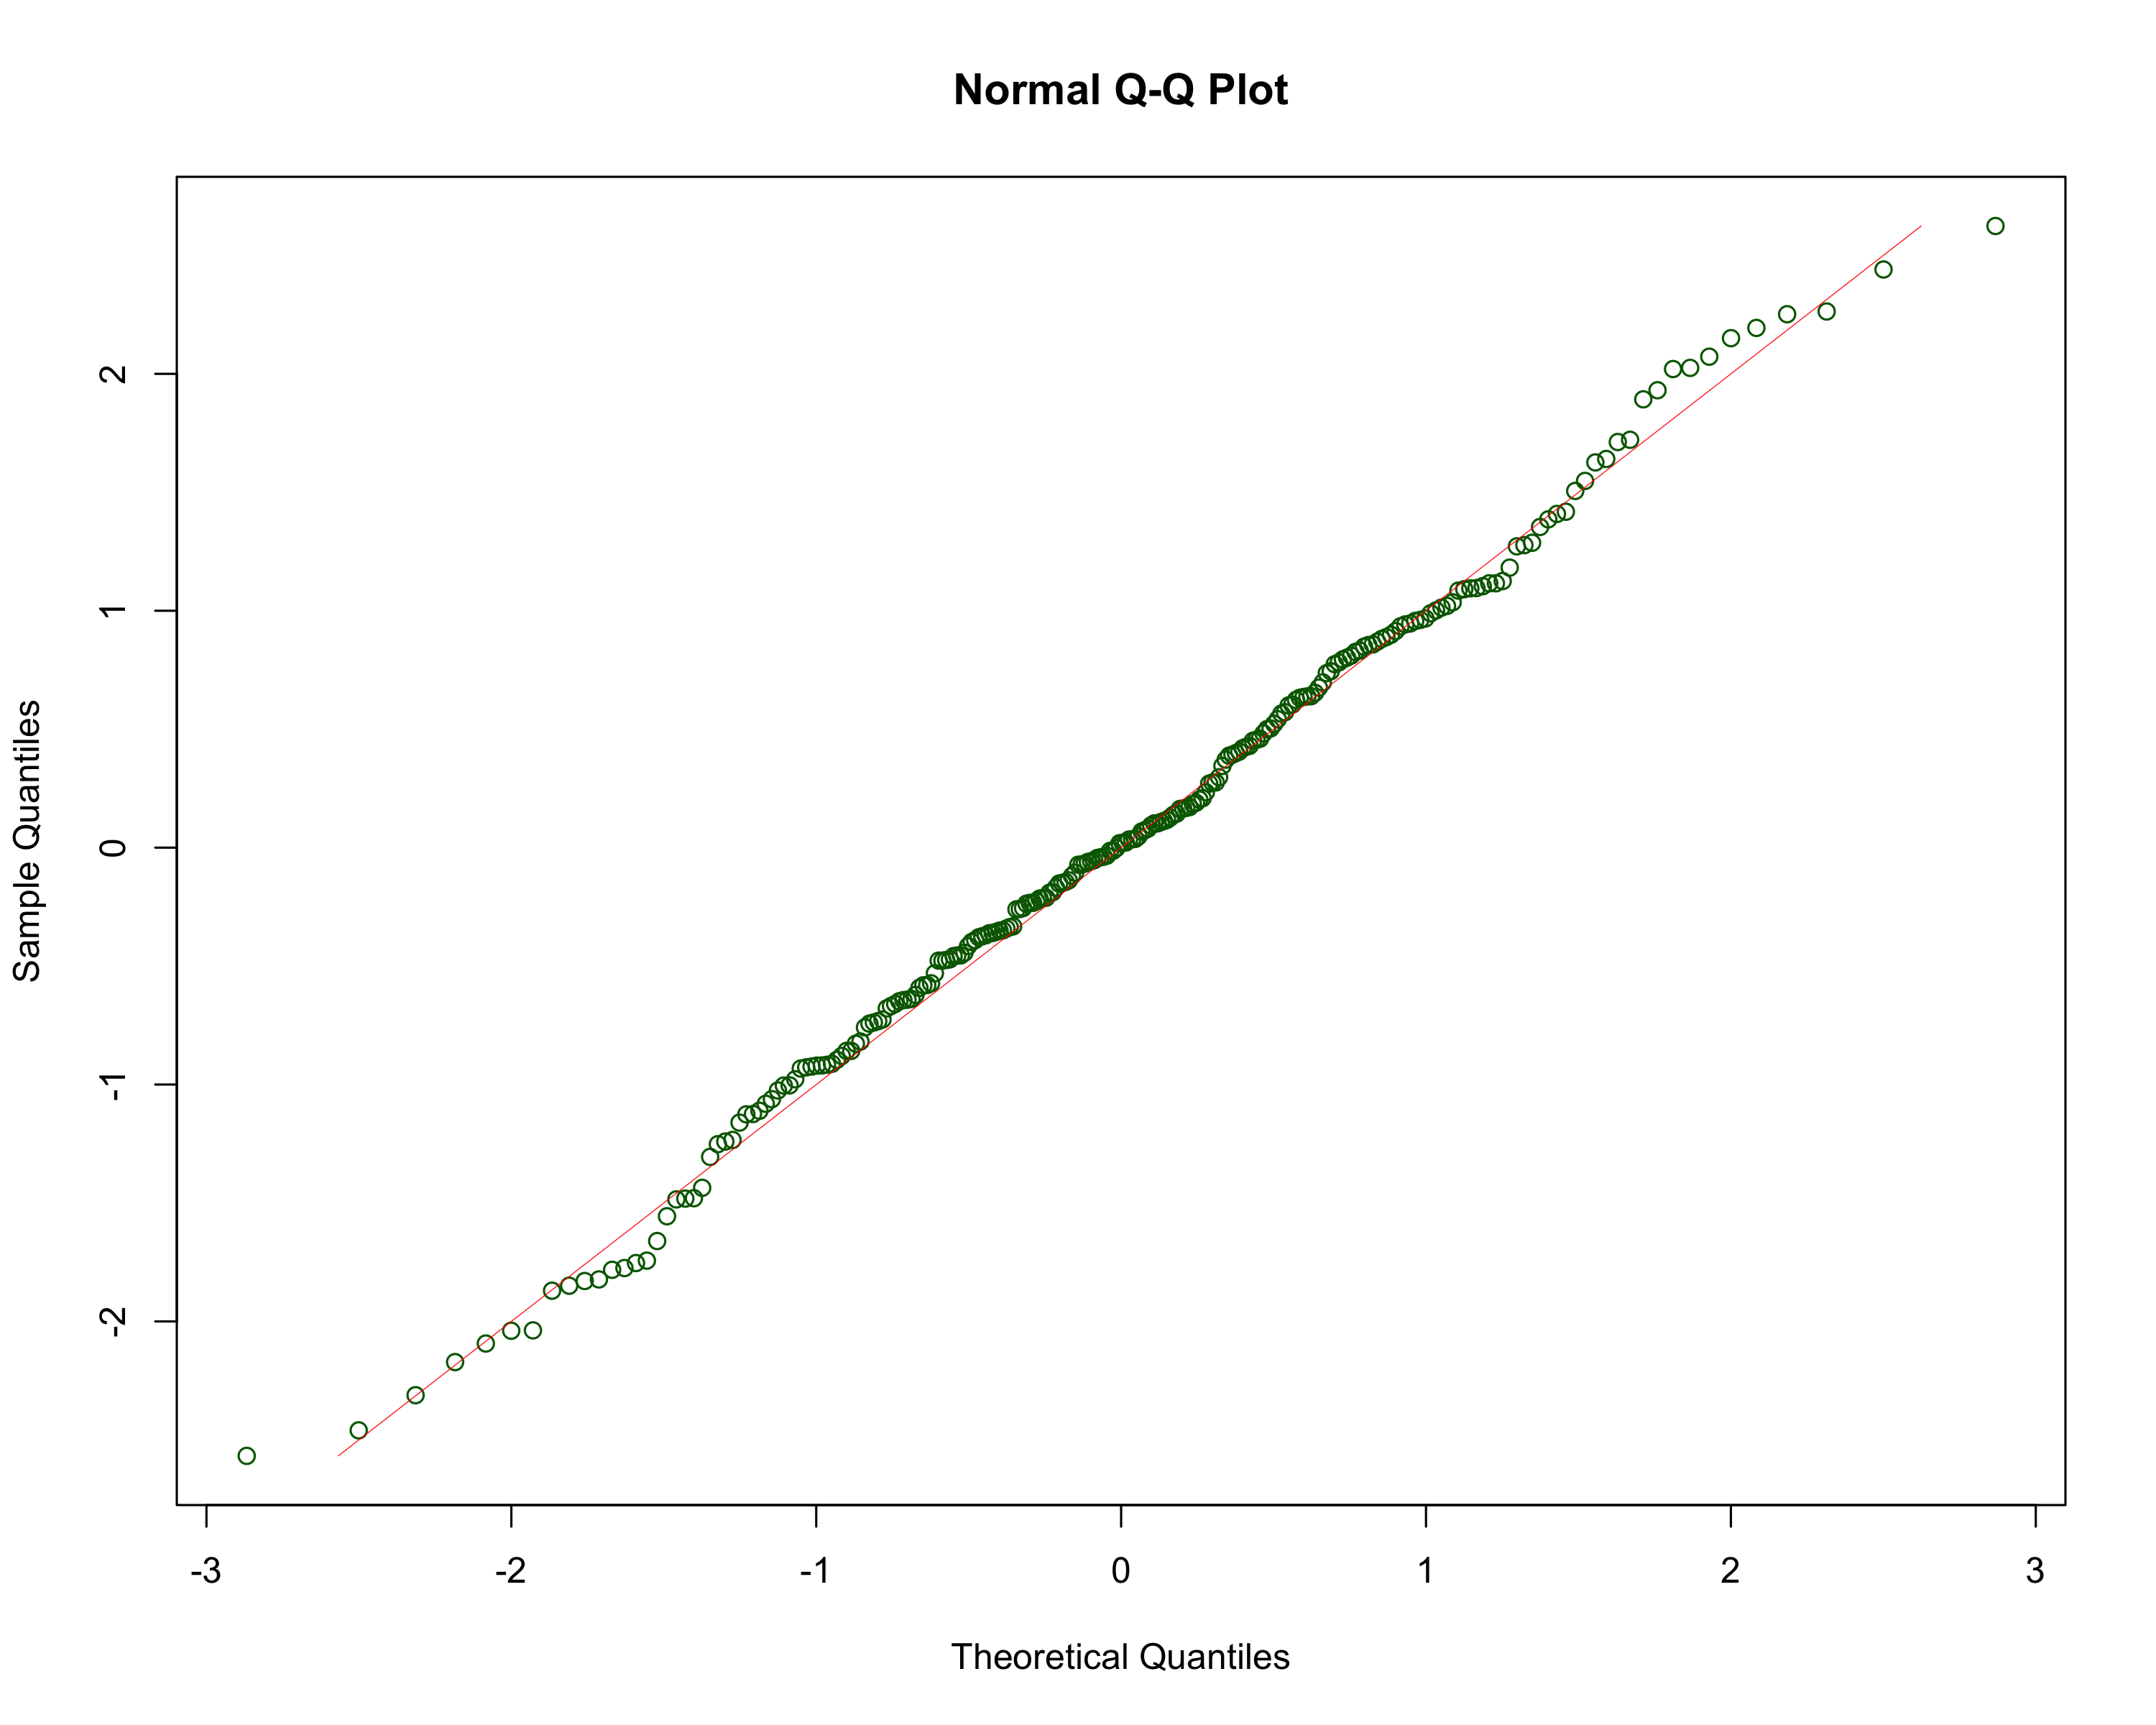 Normal Q-Q Plot
Sample Quantiles
2
1
0
-1
-2
-3 -2 -1 0 1 2 3
Theoretical Quantiles